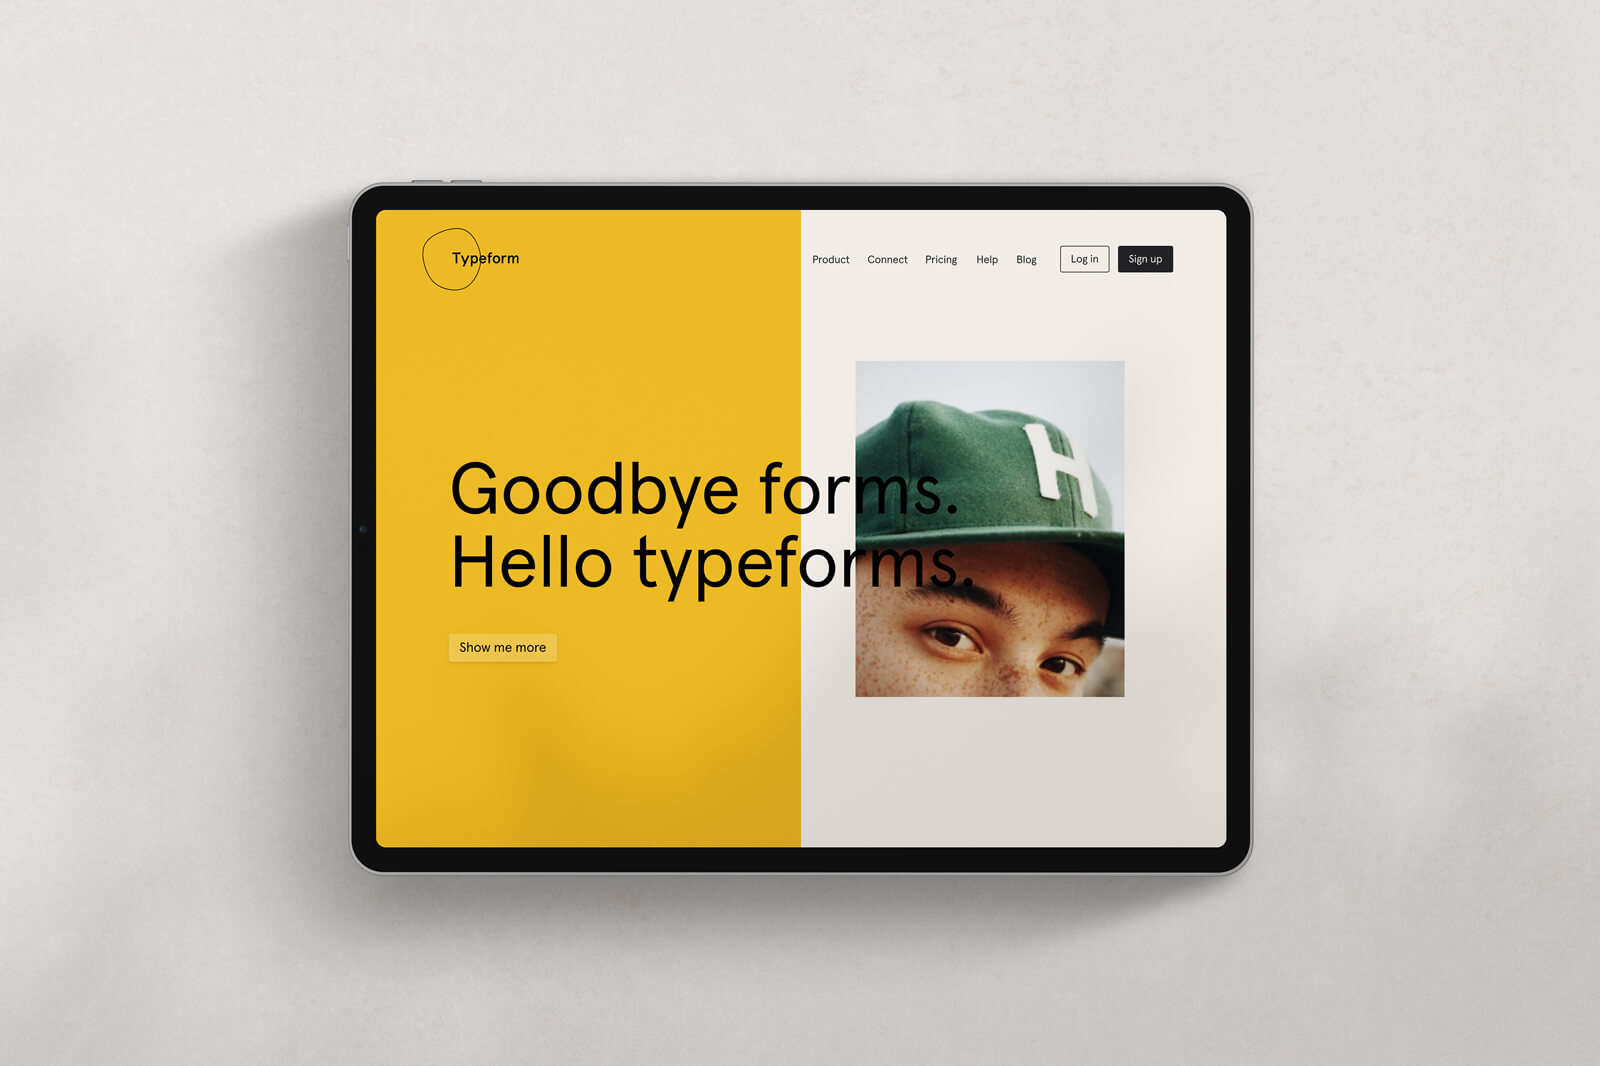 Typeform
Product Connect Pricing Help Blog Log in Sign up
H
Goodbye forms.
Hello typeforms.
Show me more